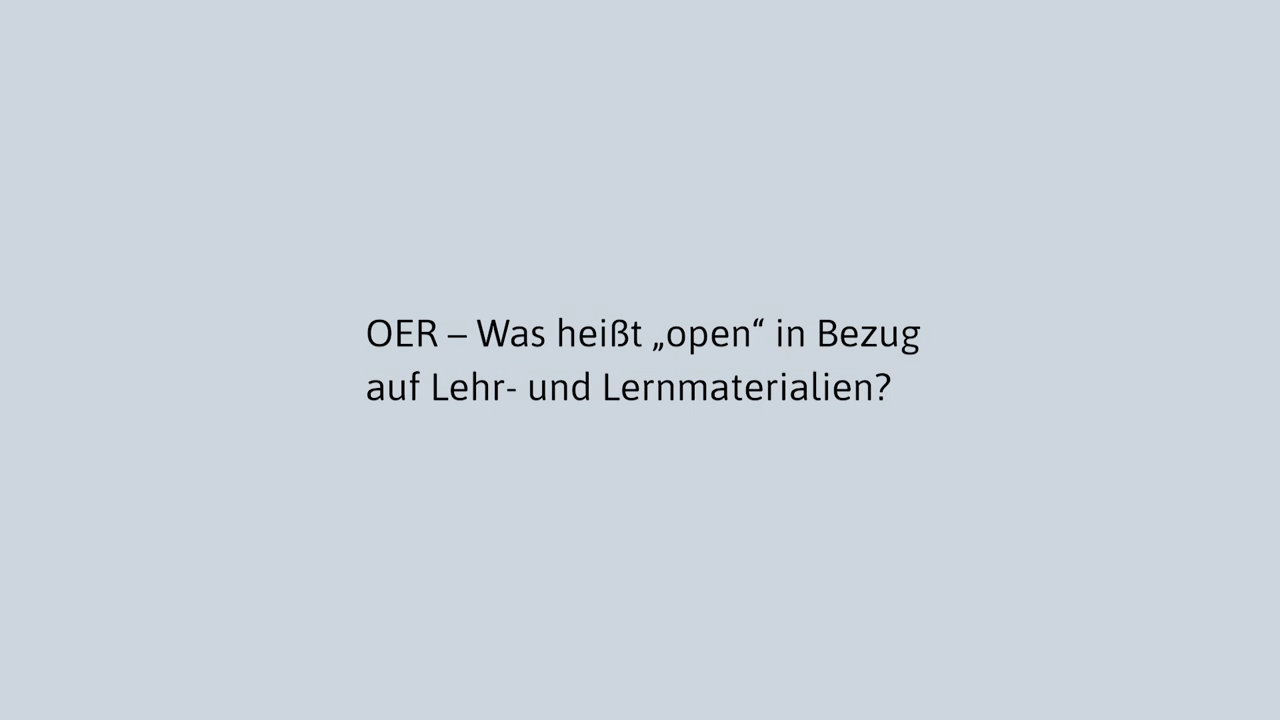 OER – Was heißt „open“ in Bezug
auf Lehr- und Lernmaterialien?